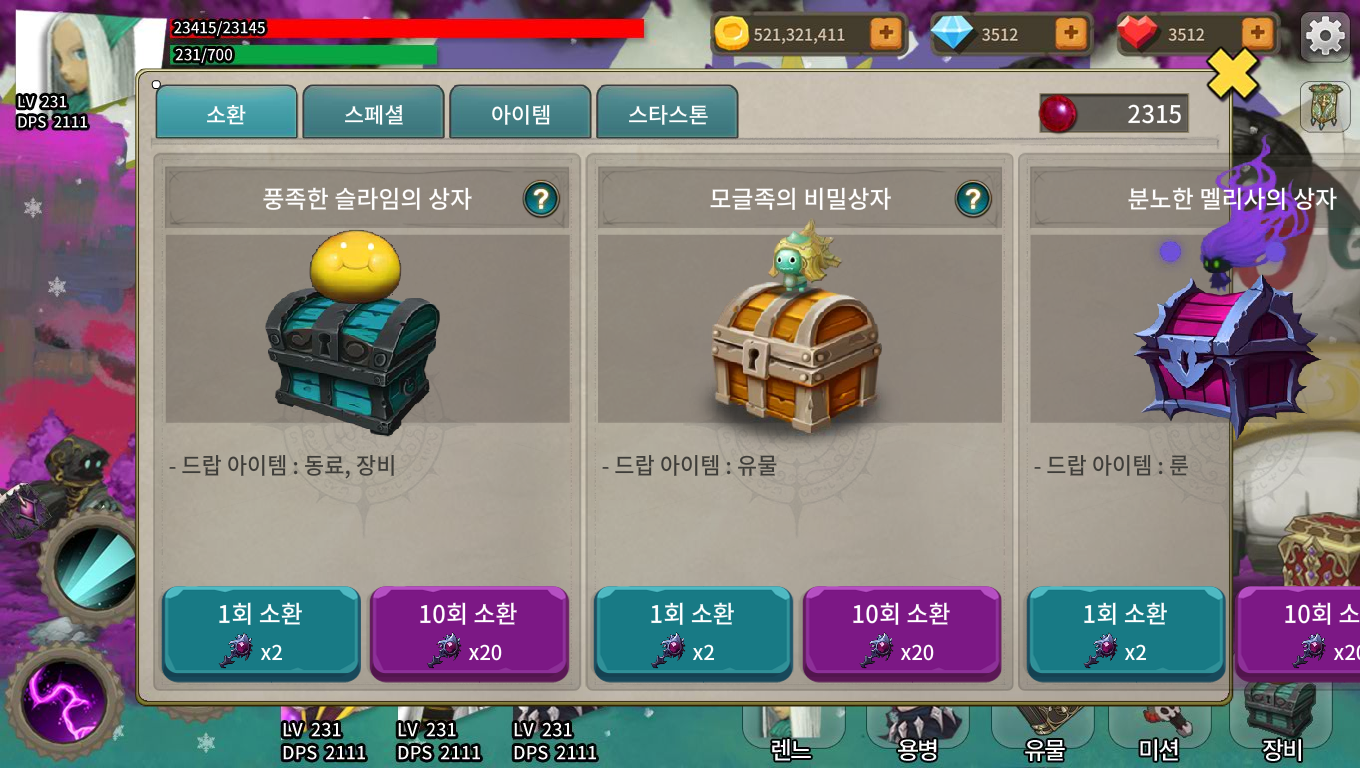 23415/23145
231/700
521,321,411
3512
3512
LV 231
DPS 2111
소환
스페셜
아이템
스타스톤
2315
풍족한 슬라임의 상자
?
모글족의 비밀상자
?
분노한 멜리사의 상자
- 드랍 아이템 : 동료, 장비
- 드랍 아이템 : 유물
- 드랍 아이템 : 룬
1회 소환
x2
10회 소환
x20
1회 소환
x2
10회 소환
x20
1회 소환
x2
10회 소
x20
LV 231
DPS 2111
LV 231
DPS 2111
LV 231
DPS 2111
렌느
용병
유물
미션
장비